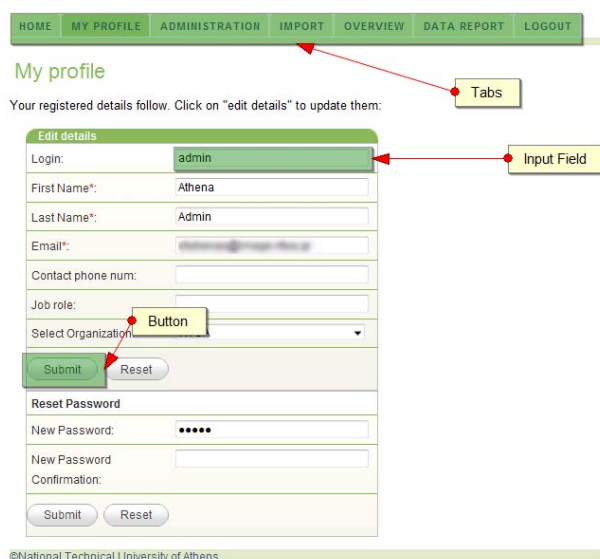 HOME MY PROFILE ADMINISTRATION IMPORT OVERVIEW DATA REPORT LOGOUT
My profile
Tabs
Your registered details follow. Click on "edit details" to update them:
Edit details
Login: admin
Input Field
First Name*: Athena
Last Name*: Admin
Email*:
Contact phone num:
Job role:
Button
Select Organization
Submit Reset
Reset Password
New Password: •••••
New Password
Confirmation:
Submit Reset
©National Technical University of Athens